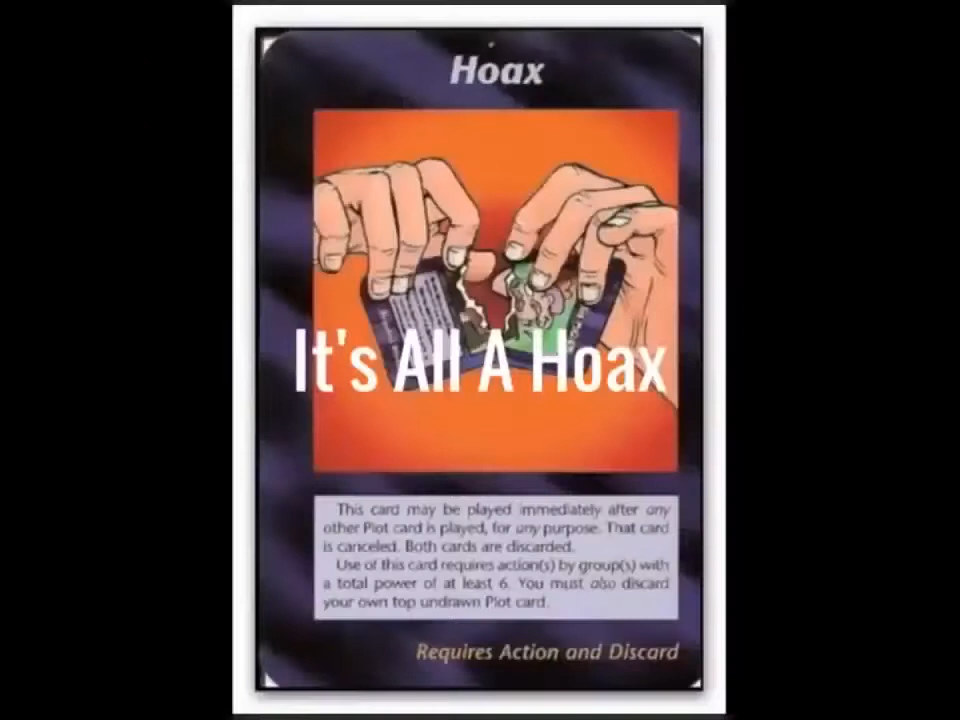 Hoax
It's All A Hoax
This card may be played immediately after any
other Plot card is played, for any purpose. That card
is canceled. Both cards are discarded.
Use of this card requires action(s) by group(s) with
a total power of at least 6. You must also discard
your own top undrawn Plot card.
Requires Action and Discard